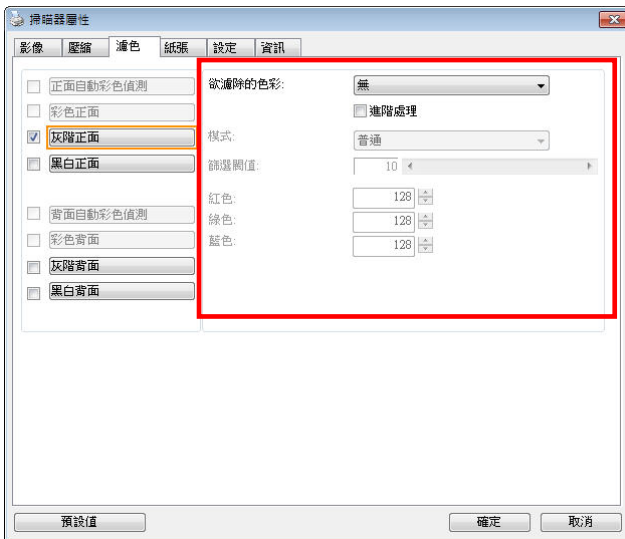 掃瞄器屬性
影像 壓縮 濾色 紙張 設定 資訊
正面自動彩色偵測
彩色正面
灰階正面
黑白正面
背面自動彩色偵測
彩色背面
灰階背面
黑白背面
欲濾除的色彩: 無
進階處理
模式: 普通
篩選閥值: 10
紅色: 128
綠色: 128
藍色: 128
預設值 確定 取消